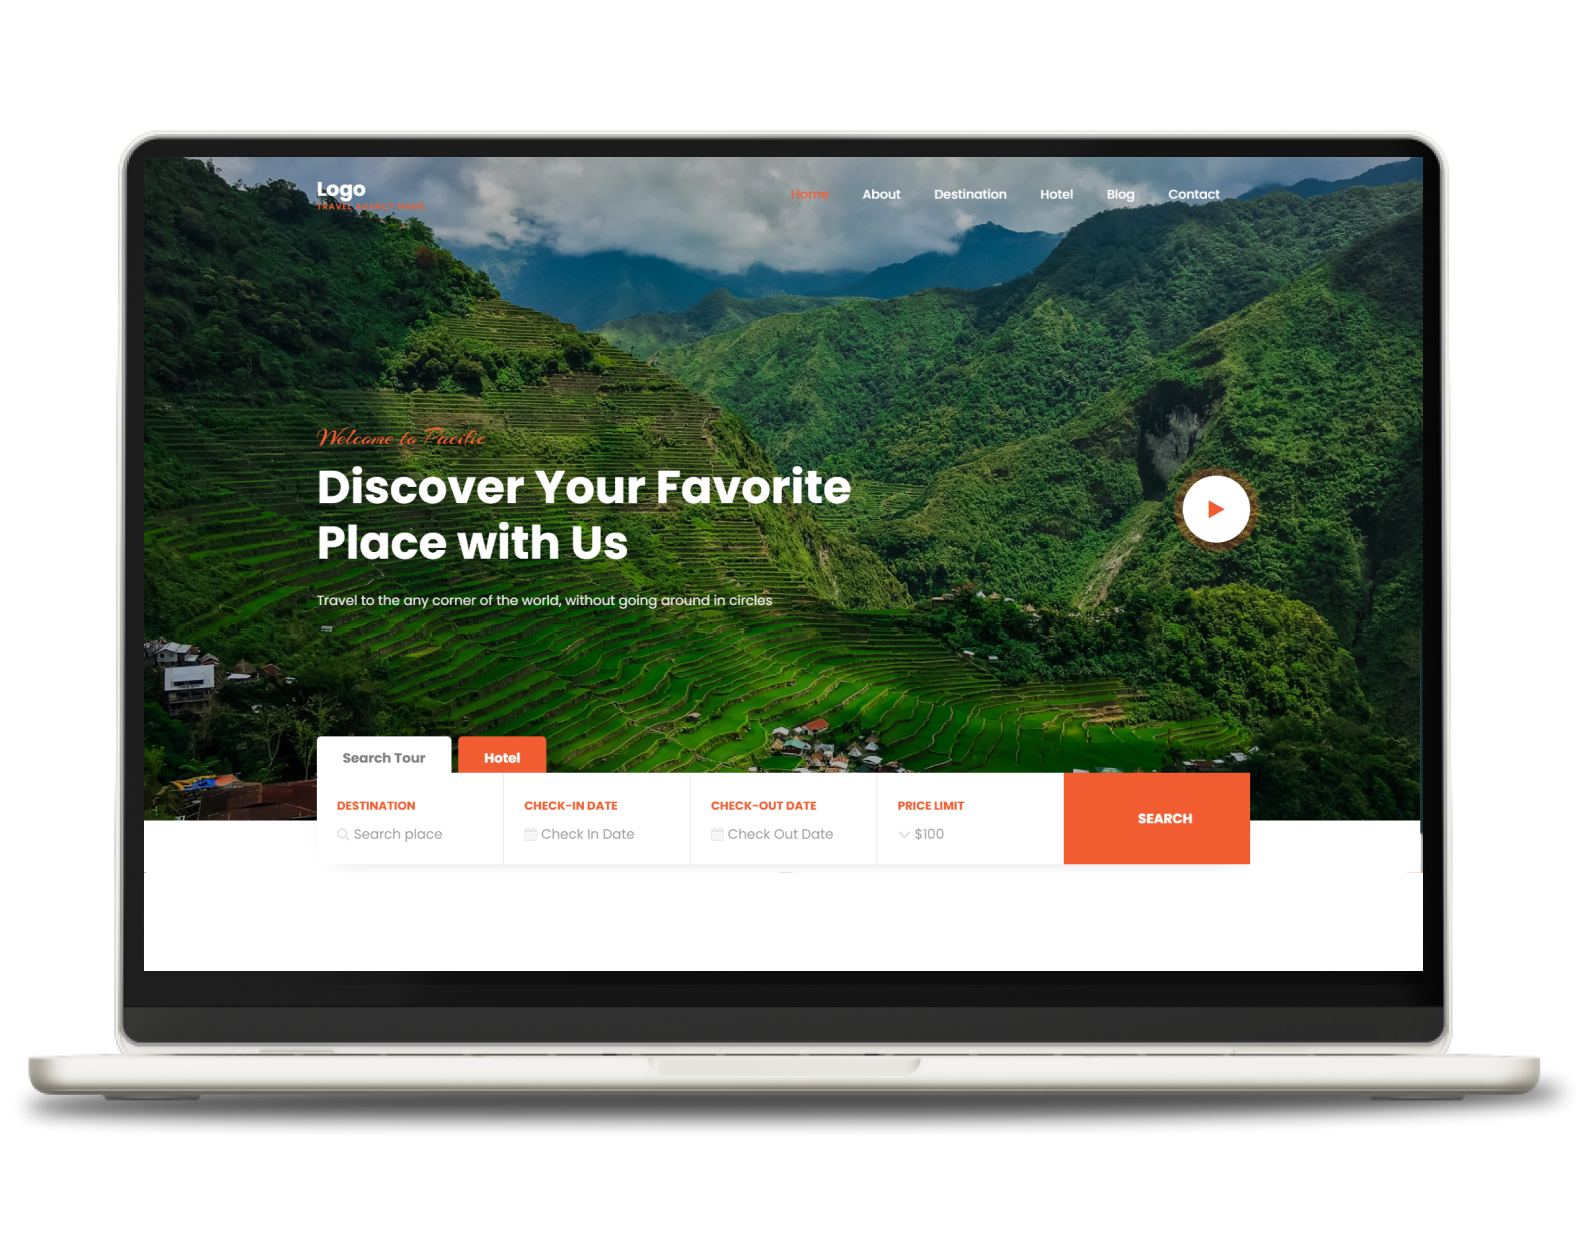 Logo
TRAVEL AGENCY NAME
Home About Destination Hotel Blog Contact
Welcome to Pacific
Discover Your Favorite
Place with Us
Travel to the any corner of the world, without going around in circles
Search Tour Hotel
DESTINATION CHECK-IN DATE CHECK-OUT DATE PRICE LIMIT
Search place Check In Date Check Out Date $100
SEARCH